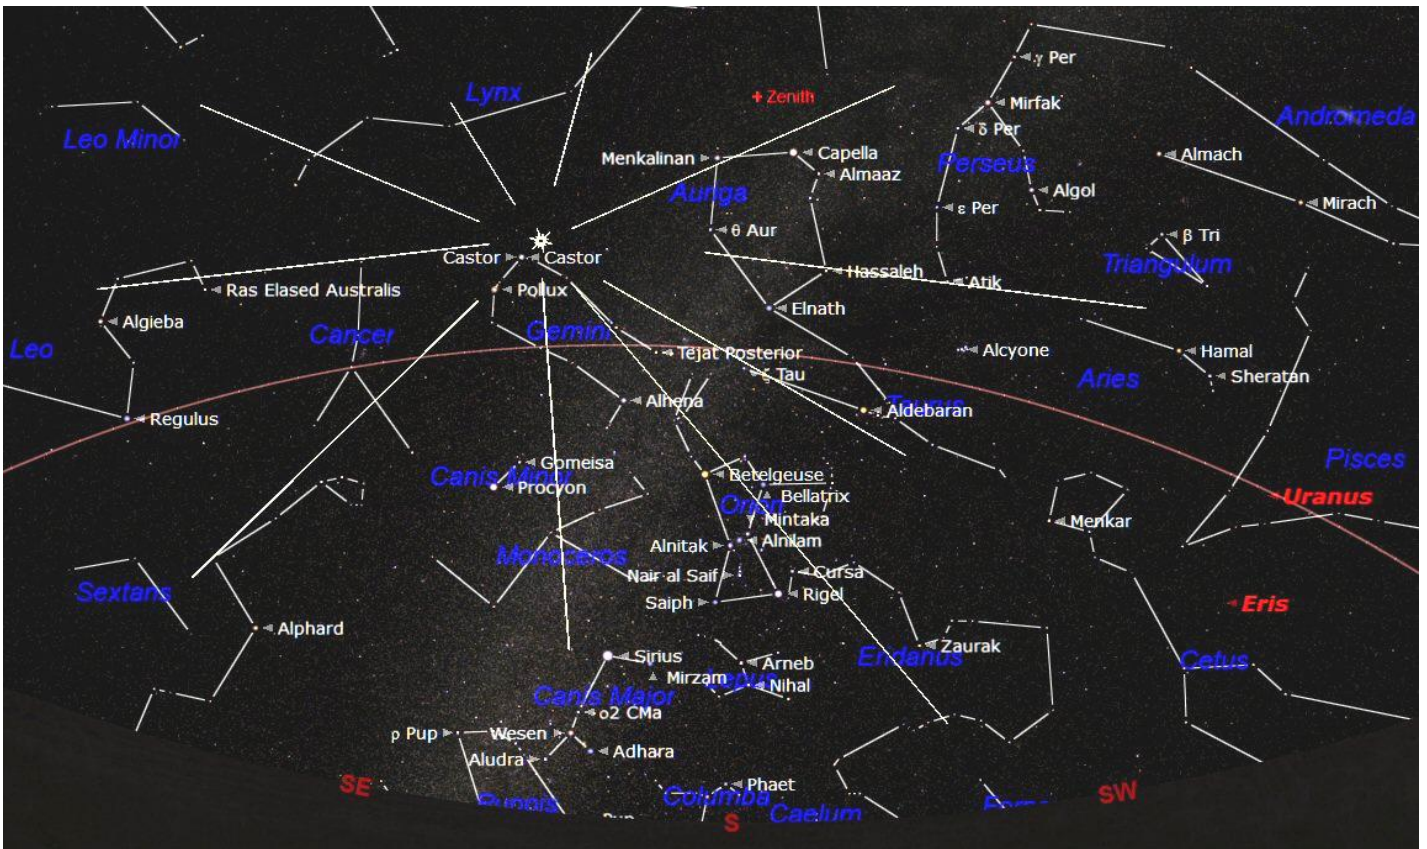 γ Per
Lynx
Zenith
Mirfak
Andromeda
Leo Minor
δ Per
Menkalinan
Capella
Almach
Perseus
Almaaz
Auriga
Algol
Mirach
ε Per
θ Aur
β Tri
Castor
Castor
Triangulum
Hassaleh
Atik
Ras Elased Australis
Pollux
Elnath
Algieba
Cancer
Gemini
Leo
Tejat Posterior
Alcyone
Hamal
ζ Tau
Aries
Sheratan
Alhena
Taurus
Aldebaran
Regulus
Pisces
Gomeisa
Canis Minor
Procyon
Betelgeuse
Bellatrix
Uranus
Orion
Mintaka
Menkar
Alnitak
Alnilam
Monoceros
Nair al Saif
Cursa
Sextans
Saiph
Rigel
Eris
Alphard
Zaurak
Sirius
Eridanus
Cetus
Arneb
Mirzam
Lepus
Nihal
Canis Major
ο2 CMa
ρ Pup
Wesen
Adhara
Aludra
SE
Phaet
SW
Columba
Puppis
Caelum
S